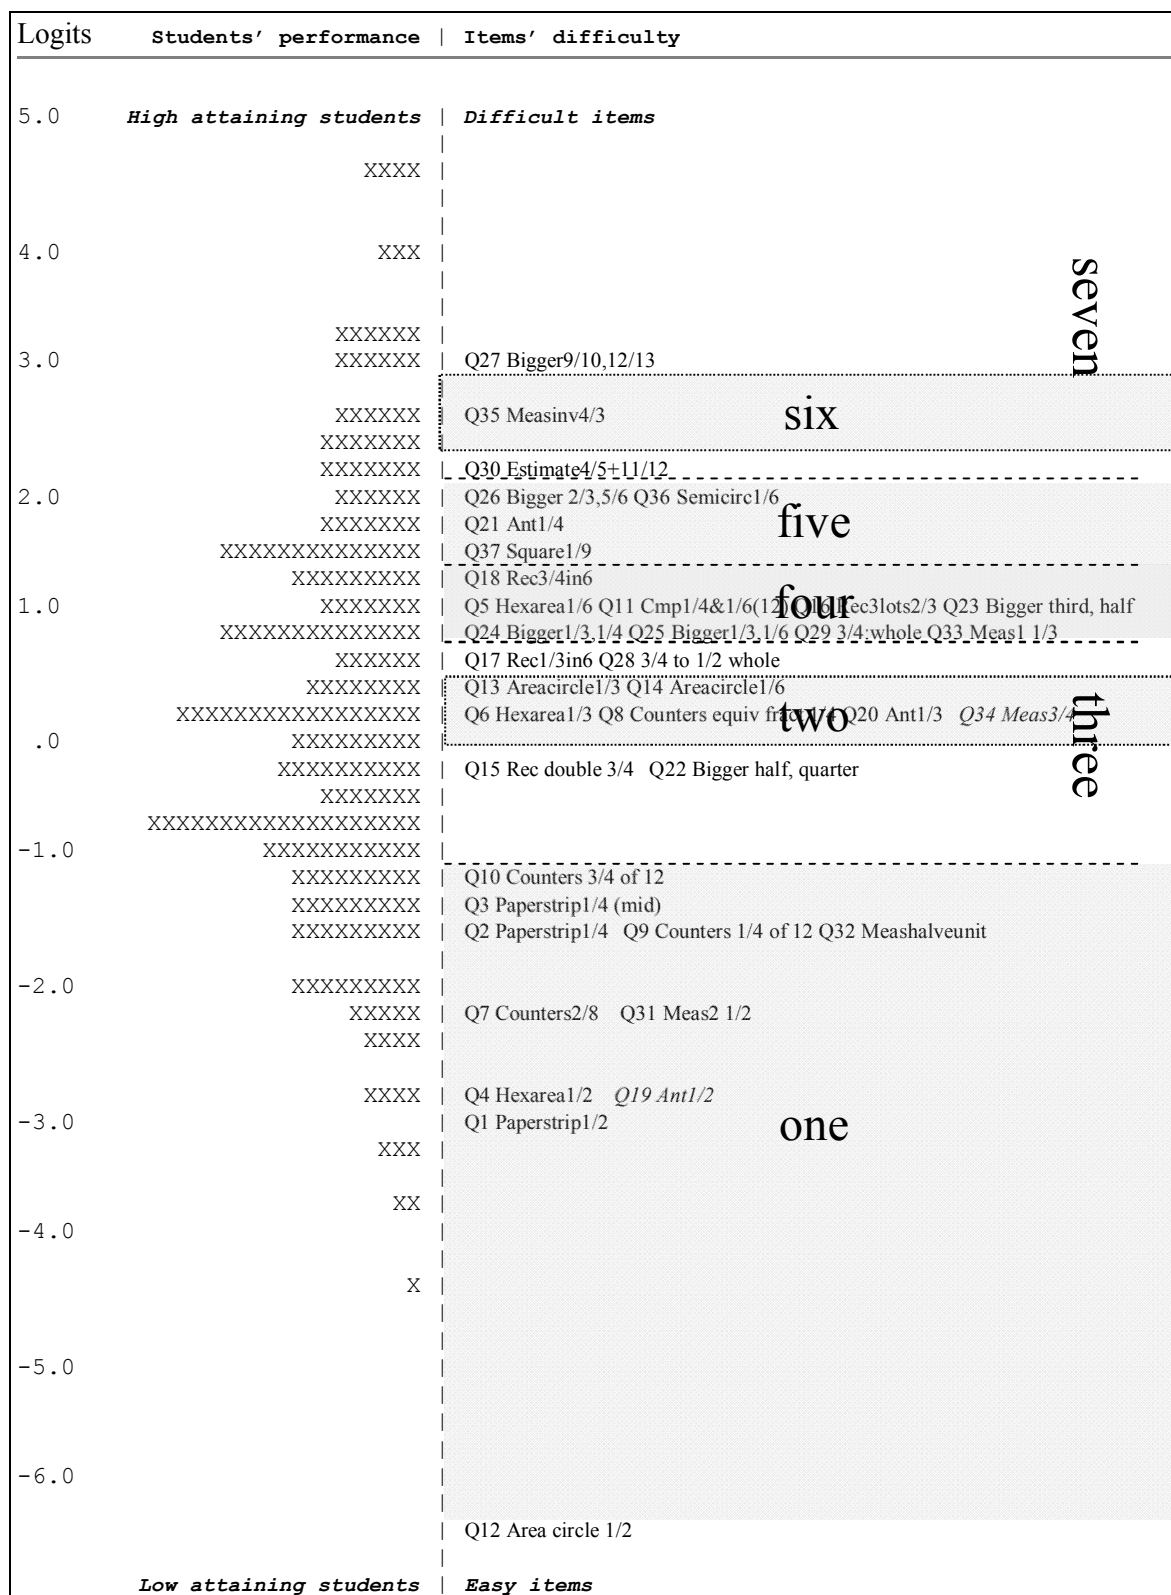 Logits Students' performance | Items' difficulty
5.0 High attaining students | Difficult items
|
XXXX |
|
|
4.0 XXX |
|
|
XXXXXX |
3.0 XXXXXX | Q27 Bigger9/10,12/13
seven
|
XXXXXX | Q35 Measinv4/3 six
XXXXXXX |
XXXXXXX | Q30 Estimate4/5+11/12
2.0 XXXXXX | Q26 Bigger 2/3,5/6 Q36 Semicirc1/6
XXXXXXX | Q21 Ant1/4 five
XXXXXXXXXXXXXX | Q37 Square1/9
XXXXXXXXX | Q18 Rec3/4in6
1.0 XXXXXXX | Q5 Hexarea1/6 Q11 Cmp1/4&1/6(12) Q16 Rec3lots2/3 Q23 Bigger third, half
four
XXXXXXXXXXXXXX | Q24 Bigger1/3,1/4 Q25 Bigger1/3,1/6 Q29 3/4:whole Q33 Meas1 1/3
XXXXXX | Q17 Rec1/3in6 Q28 3/4 to 1/2 whole
XXXXXXXX | Q13 Areacircle1/3 Q14 Areacircle1/6
XXXXXXXXXXXXXXXXX | Q6 Hexarea1/3 Q8 Counters equiv fract 1/4 Q20 Ant1/3 Q34 Meas3/4
two
three
.0 XXXXXXXXX |
XXXXXXXXXX | Q15 Rec double 3/4 Q22 Bigger half, quarter
XXXXXXX |
XXXXXXXXXXXXXXXXXXX |
-1.0 XXXXXXXXXXX |
XXXXXXXXX | Q10 Counters 3/4 of 12
XXXXXXXXX | Q3 Paperstrip1/4 (mid)
XXXXXXXXX | Q2 Paperstrip1/4 Q9 Counters 1/4 of 12 Q32 Meashalveunit
|
-2.0 XXXXXXXXX |
XXXXX | Q7 Counters2/8 Q31 Meas2 1/2
XXXX |
|
XXXX | Q4 Hexarea1/2 Q19 Ant1/2
-3.0 | Q1 Paperstrip1/2 one
XXX |
|
XX |
-4.0 |
|
X |
|
|
-5.0 |
|
|
|
-6.0 |
|
| Q12 Area circle 1/2
|
Low attaining students | Easy items